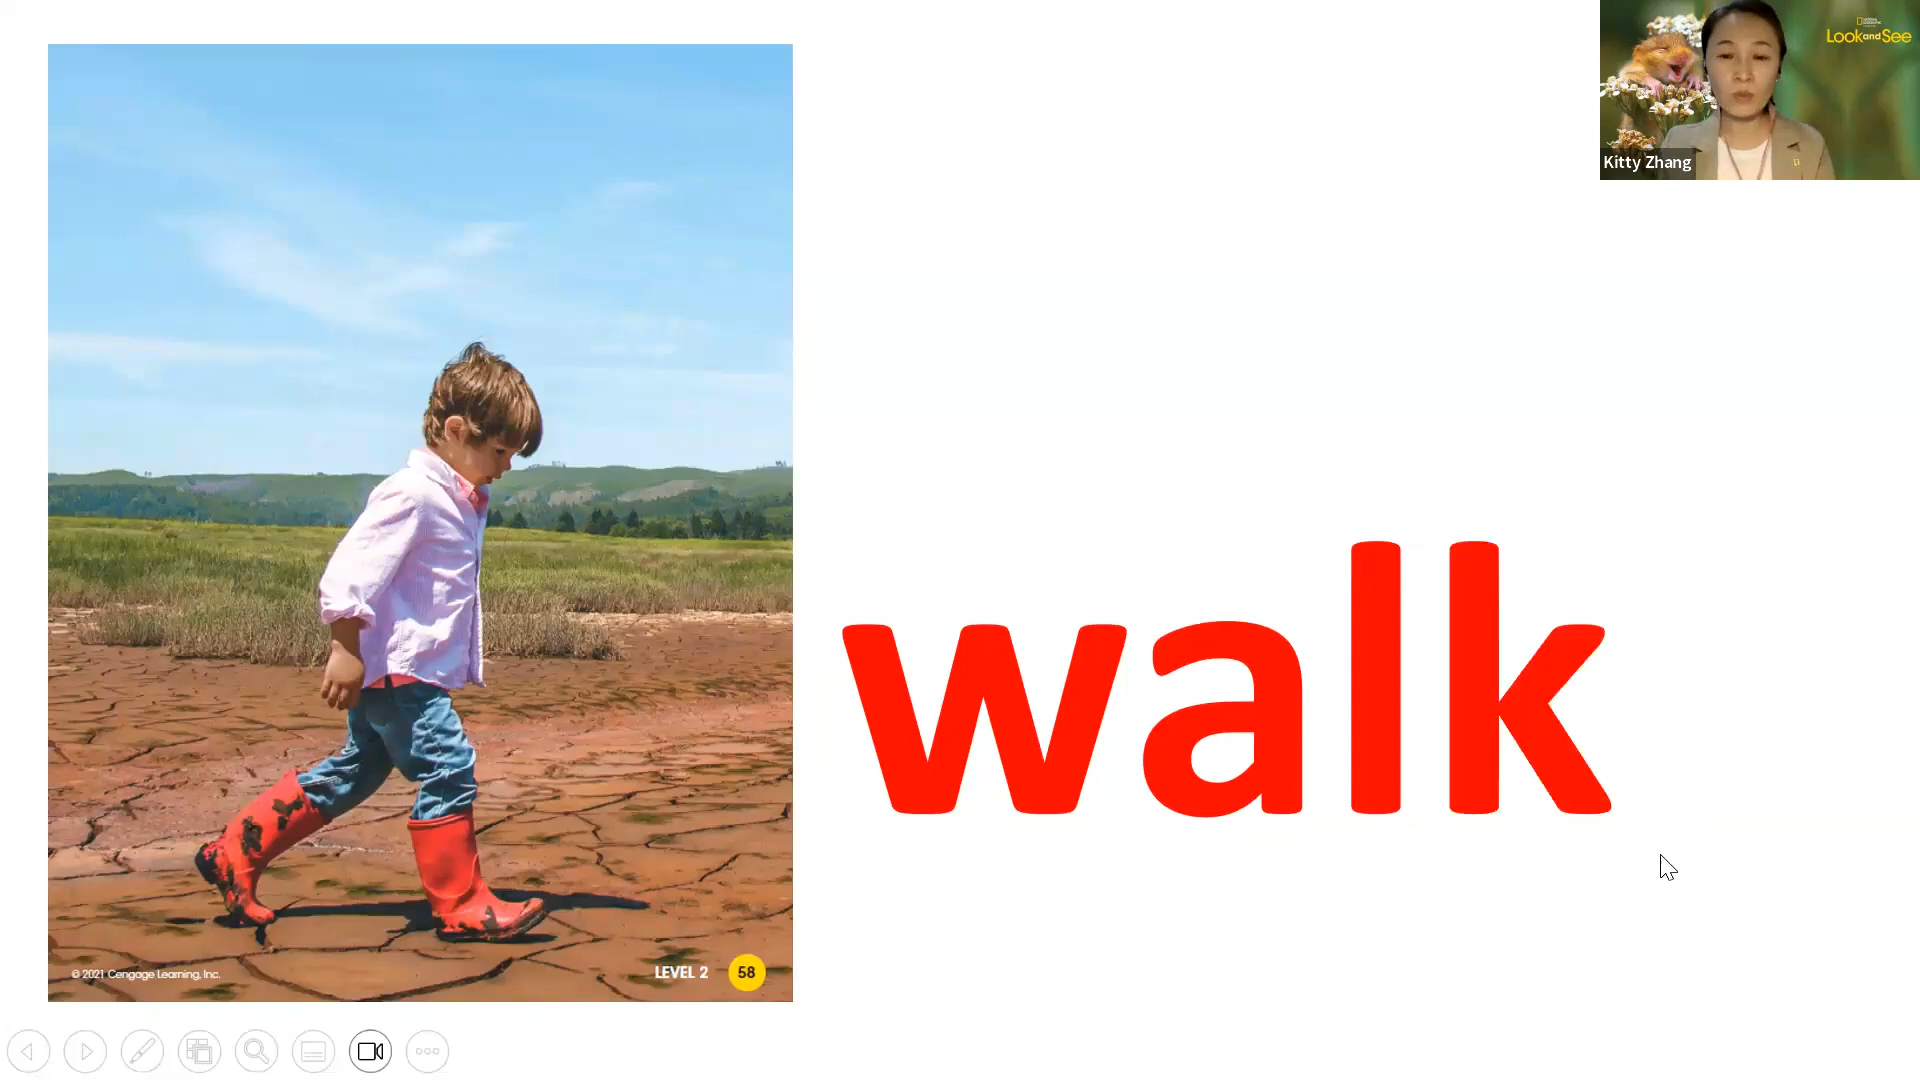 Look and See
Kitty Zhang
walk
© 2021 Cengage Learning, Inc.
LEVEL 2
58